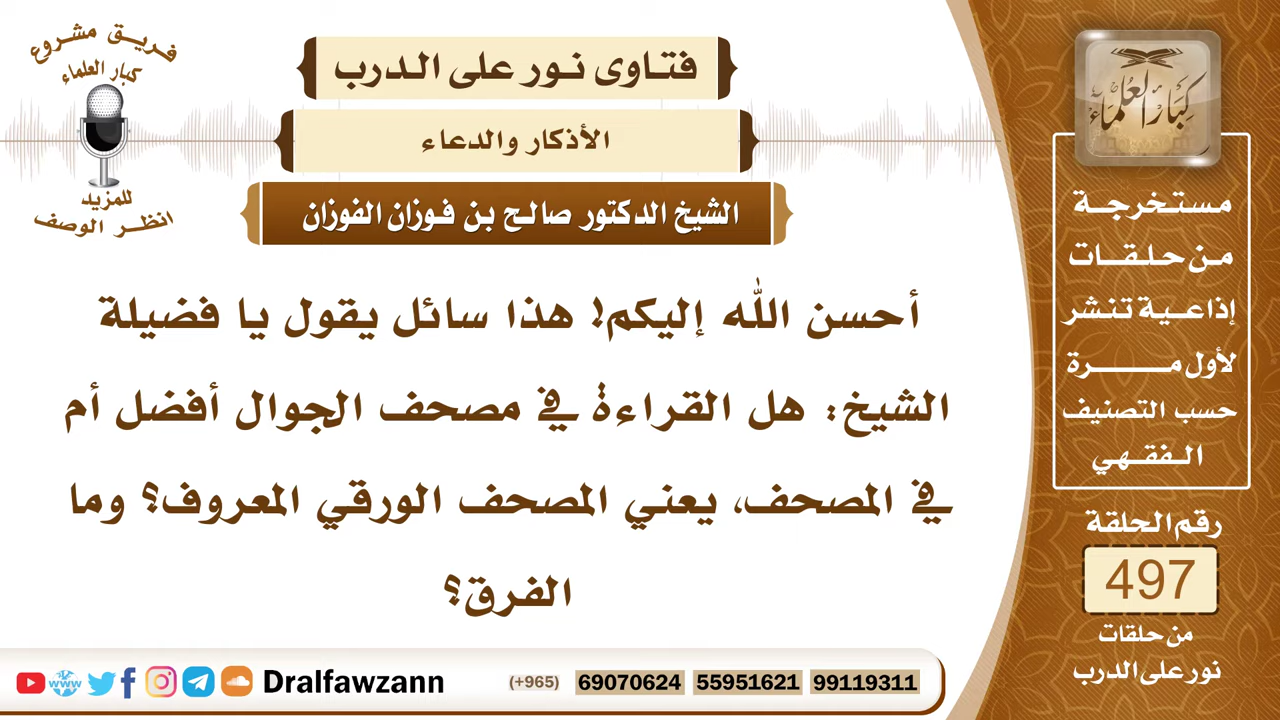 فتاوى نور على الدرب
الأذكار والدعاء
الشيخ الدكتور صالح بن فوزان الفوزان
أحسن الله إليكم! هذا سائل يقول يا فضيلة
الشيخ: هل القراءة في مصحف الجوال أفضل أم
في المصحف، يعني المصحف الورقي المعروف؟ وما
الفرق؟
فريق مشروع
كبار العلماء
للمزيد
انظر الوصف
كبار العلماء
مستخرجة
من حلقات
إذاعية تنشر
لأول مرة
حسب التصنيف
الفقهي
رقم الحلقة
497
من حلقات
نور على الدرب
www Dralfawzann (+965) 69070624 55951621 99119311